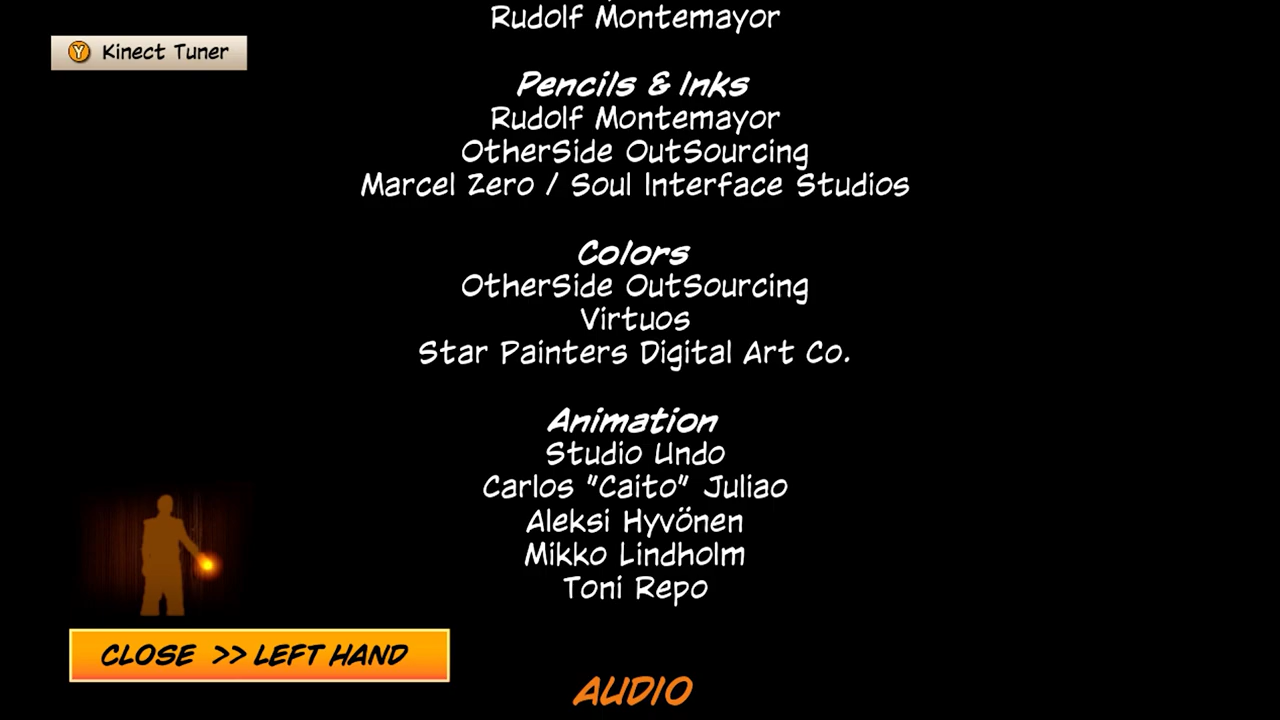 Rudolf Montemayor
Y Kinect Tuner
Pencils & Inks
Rudolf Montemayor
OtherSide OutSourcing
Marcel Zero / Soul Interface Studios
Colors
OtherSide OutSourcing
Virtuos
Star Painters Digital Art Co.
Animation
Studio Undo
Carlos "Caito" Juliao
Aleksi Hyvönen
Mikko Lindholm
Toni Repo
CLOSE >> LEFT HAND
AUDIO